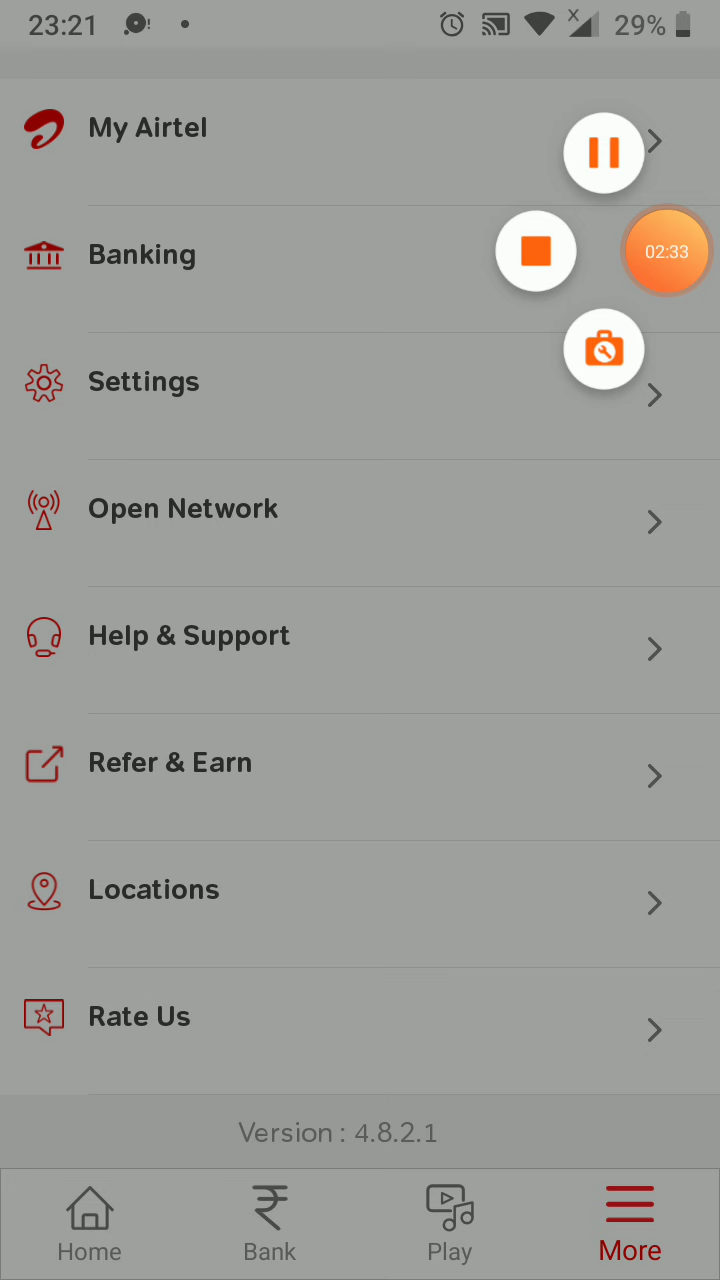 23:21
29%
My Airtel
Banking
02:33
Settings
Open Network
Help & Support
Refer & Earn
Locations
Rate Us
Version : 4.8.2.1
Home
Bank
Play
More